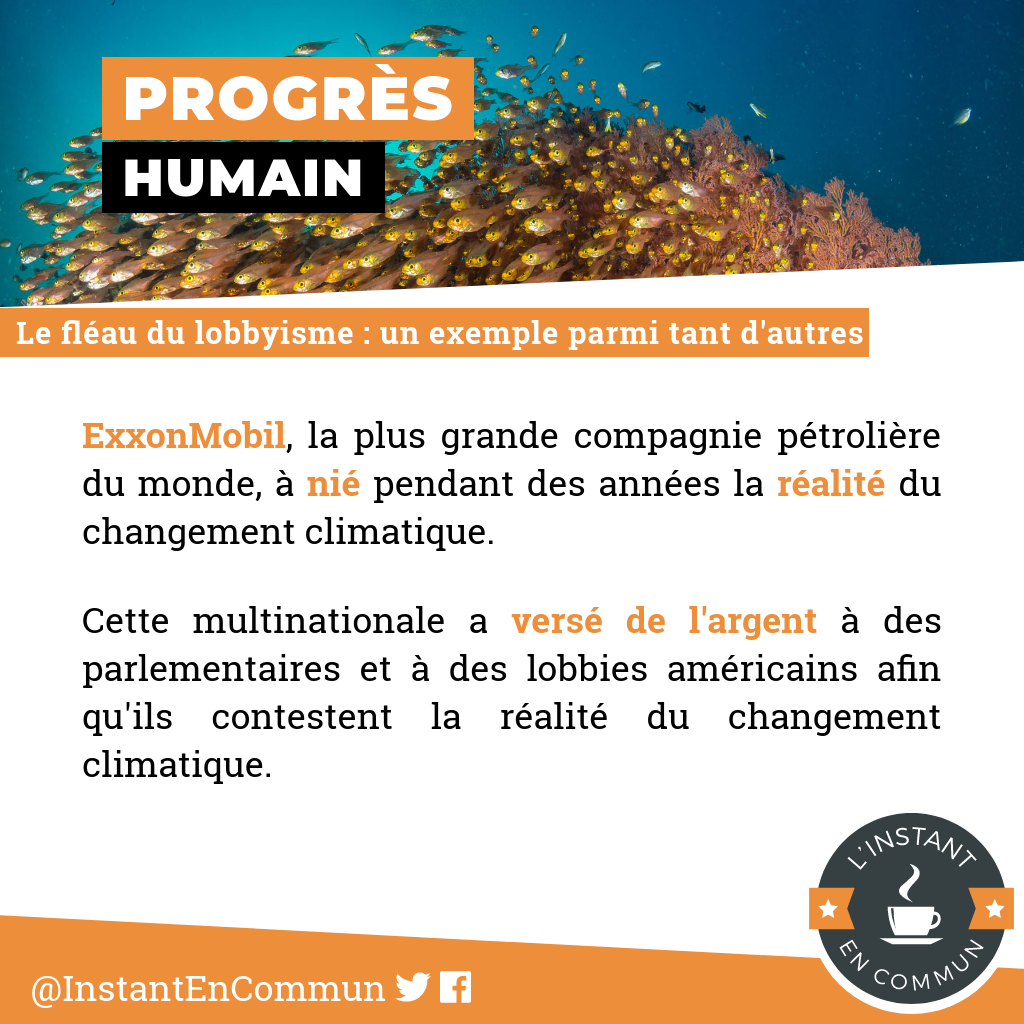 PROGRÈS
HUMAIN
Le fléau du lobbyisme : un exemple parmi tant d'autres
ExxonMobil, la plus grande compagnie pétrolière
du monde, à nié pendant des années la réalité du
changement climatique.
Cette multinationale a versé de l'argent à des
parlementaires et à des lobbies américains afin
qu'ils contestent la réalité du changement
climatique.
L'INSTANT
EN COMMUN
@InstantEnCommun